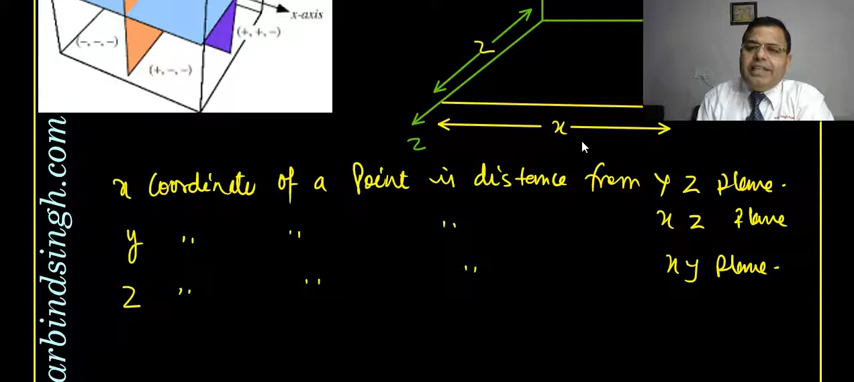 x-axis
(−, −, −)
(+, +, −)
(+, −, −)
z
x
z
x Coordinate of a Point is distance from Y Z plane.
y " " " x z Plane
z " " " x y plane.
arbindsingh.com